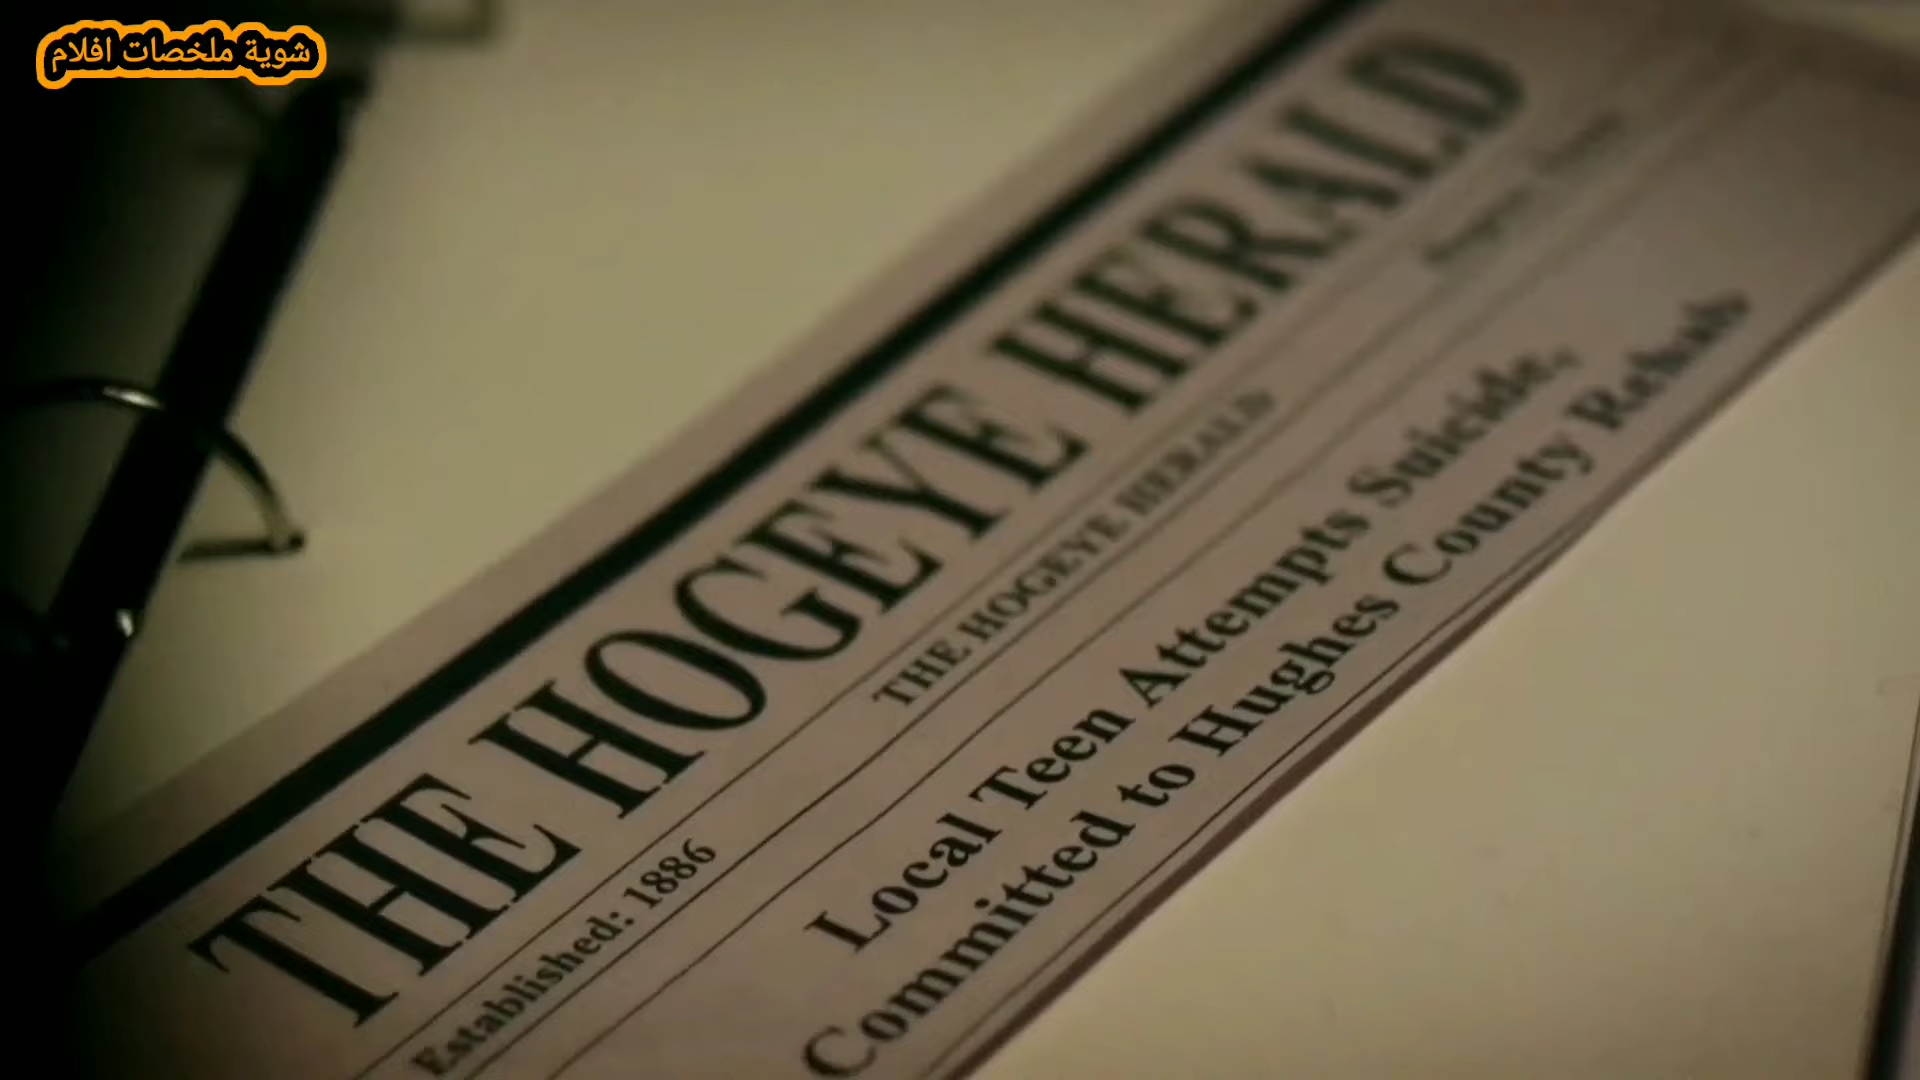 شوية ملخصات افلام
THE HOGEYE HERALD
Established: 1886
THE HOGEYE HERALD
Local Teen Attempts Suicide,
Committed to Hughes County Rehab